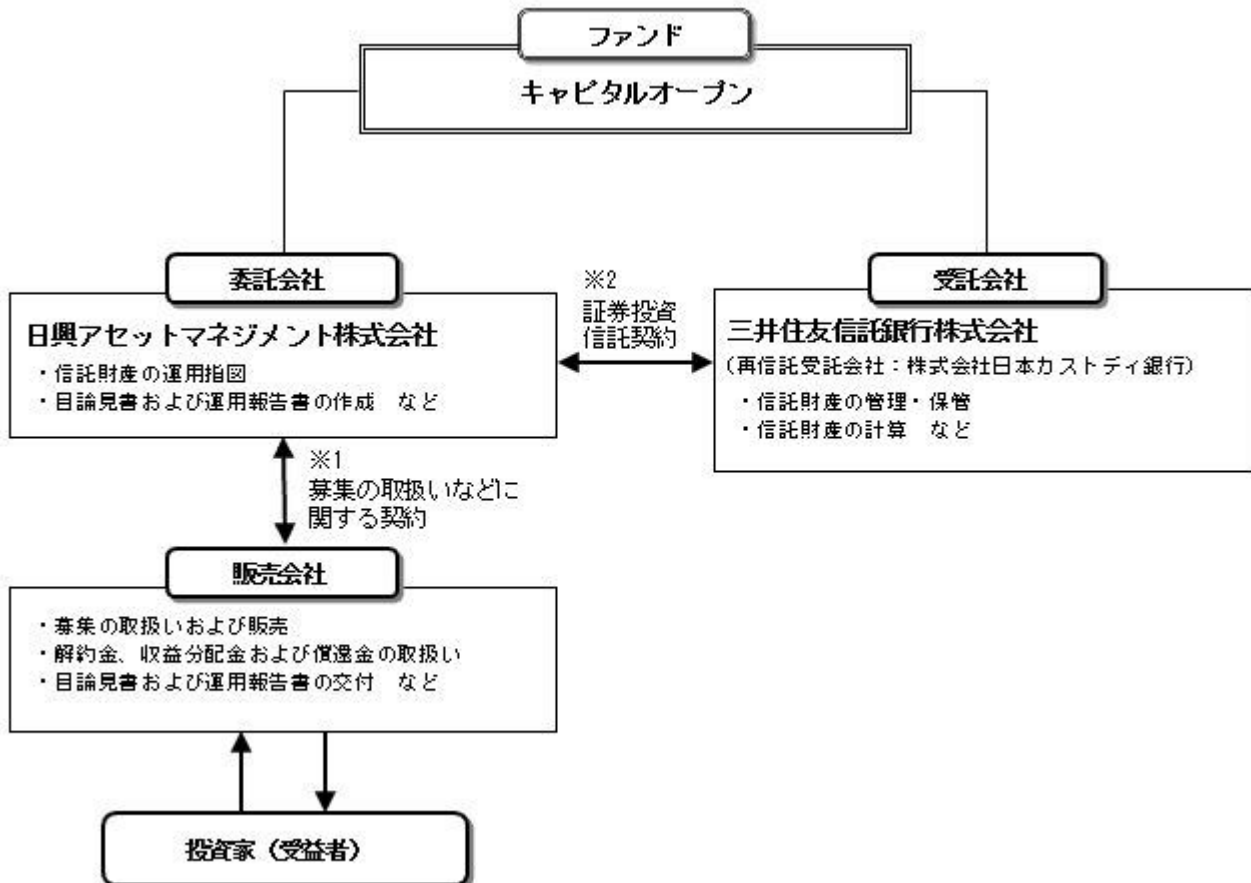 ファンド
キャピタルオープン
委託会社
日興アセットマネジメント株式会社
・信託財産の運用指図
・目論見書および運用報告書の作成　など
※2
証券投資
信託契約
受託会社
三井住友信託銀行株式会社
(再信託受託会社：株式会社日本カストディ銀行)
・信託財産の管理・保管
・信託財産の計算　など
※1
募集の取扱いなどに
関する契約
販売会社
・募集の取扱いおよび販売
・解約金、収益分配金および償還金の取扱い
・目論見書および運用報告書の交付　など
投資家（受益者）